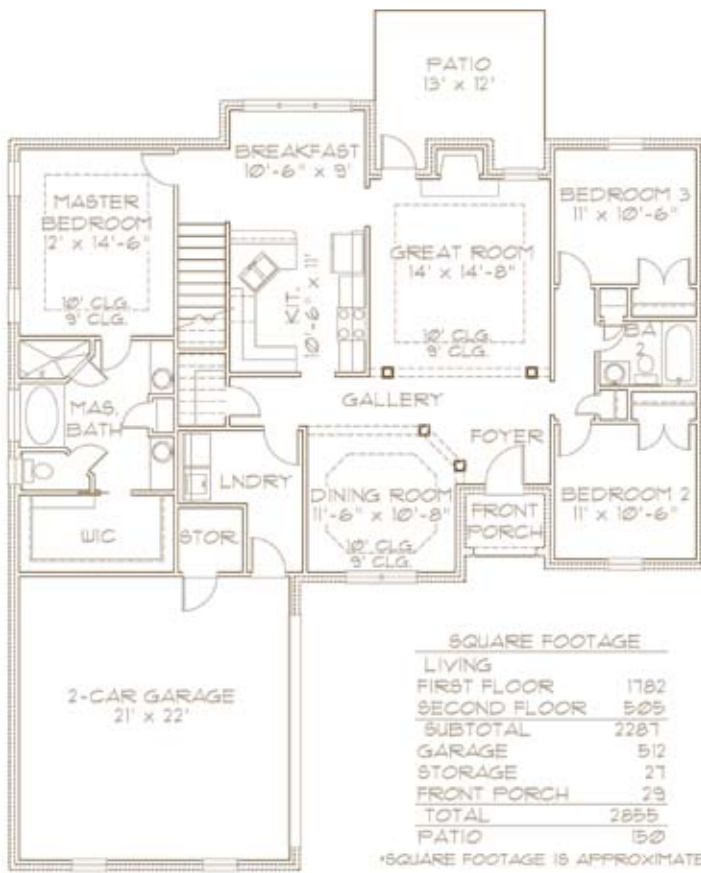 PATIO
13' x 12'
BREAKFAST
10'-6" x 9'
MASTER
BEDROOM
12' x 14'-6"
10' CLG.
9' CLG.
BEDROOM 3
11' x 10'-6"
GREAT ROOM
14' x 14'-8"
10' CLG.
9' CLG.
KIT.
10'-6" x 11'
BA
2
MAS.
BATH
GALLERY
FOYER
LNDRY
DINING ROOM
11'-6" x 10'-8"
10' CLG.
9' CLG.
FRONT
PORCH
BEDROOM 2
11' x 10'-6"
WIC
STOR.
2-CAR GARAGE
21' x 22'
SQUARE FOOTAGE
LIVING
FIRST FLOOR 1782
SECOND FLOOR 505
SUBTOTAL 2287
GARAGE 512
STORAGE 27
FRONT PORCH 29
TOTAL 2855
PATIO 150
*SQUARE FOOTAGE IS APPROXIMATE